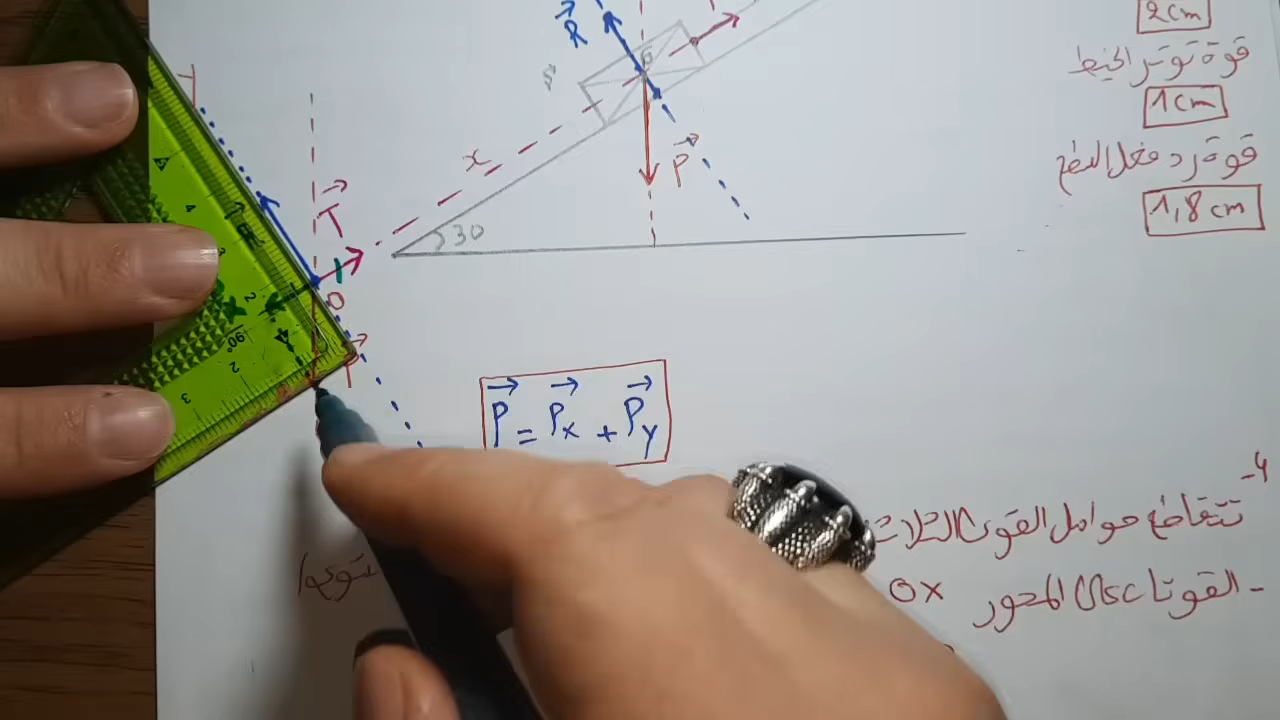 2cm
قوة توتر الخيط
1cm
قوة رد فعل السطح
1,8 cm
R
G
P
x
30
y
T
O
P
P = Px + Py
4-
تتقاطع حوامل القوى الثلاث
- القوتا على المحور ox